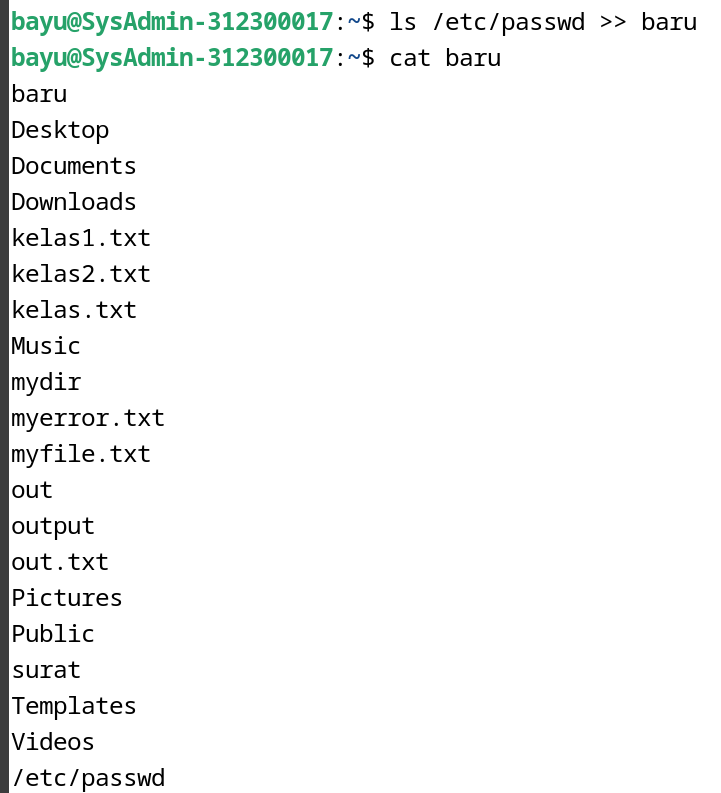 bayu@SysAdmin-312300017:~$ ls /etc/passwd >> baru
bayu@SysAdmin-312300017:~$ cat baru
baru
Desktop
Documents
Downloads
kelas1.txt
kelas2.txt
kelas.txt
Music
mydir
myerror.txt
myfile.txt
out
output
out.txt
Pictures
Public
surat
Templates
Videos
/etc/passwd